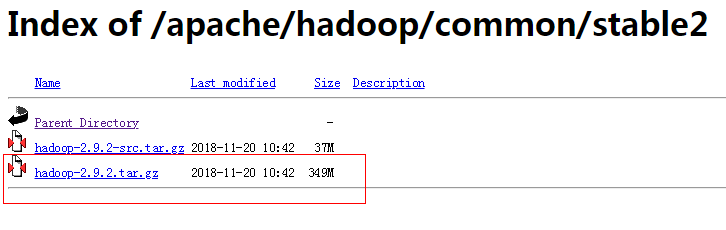 Index of /apache/hadoop/common/stable2
Name Last modified Size Description
Parent Directory -
hadoop-2.9.2-src.tar.gz 2018-11-20 10:42 37M
hadoop-2.9.2.tar.gz 2018-11-20 10:42 349M